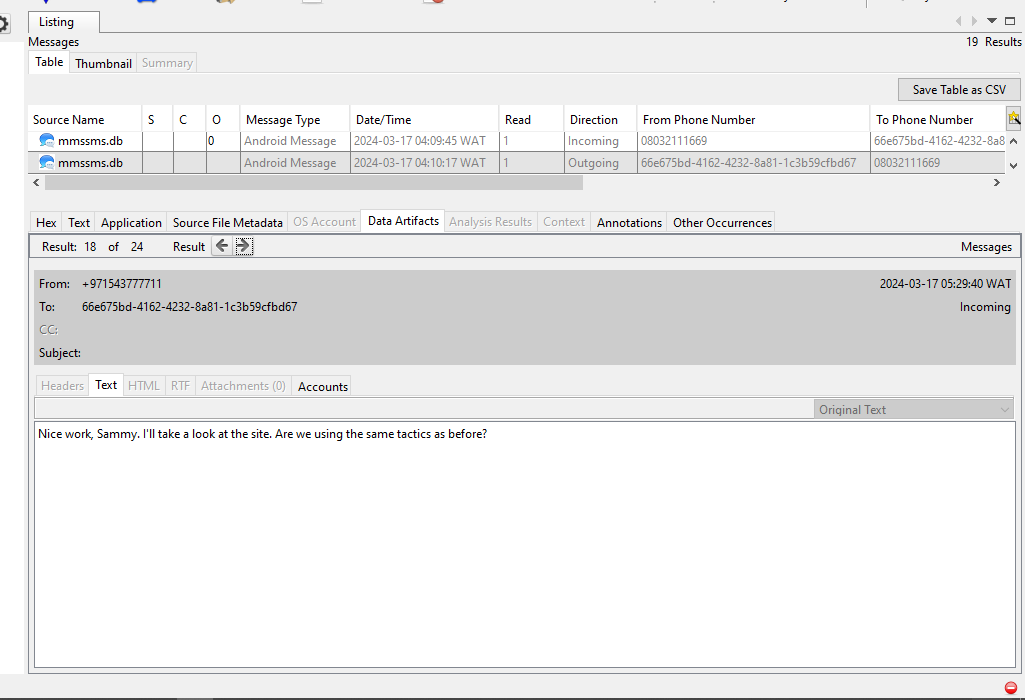 Listing
Messages
19 Results
Table Thumbnail Summary
Save Table as CSV
Source Name S C O Message Type Date/Time Read Direction From Phone Number To Phone Number
mmssms.db 0 Android Message 2024-03-17 04:09:45 WAT 1 Incoming 08032111669 66e675bd-4162-4232-8a8
mmssms.db Android Message 2024-03-17 04:10:17 WAT 1 Outgoing 66e675bd-4162-4232-8a81-1c3b59cfbd67 08032111669
Hex Text Application Source File Metadata OS Account Data Artifacts Analysis Results Context Annotations Other Occurrences
Result: 18 of 24 Result Messages
From: +971543777711 2024-03-17 05:29:40 WAT
To: 66e675bd-4162-4232-8a81-1c3b59cfbd67 Incoming
CC:
Subject:
Headers Text HTML RTF Attachments (0) Accounts
Original Text
Nice work, Sammy. I'll take a look at the site. Are we using the same tactics as before?